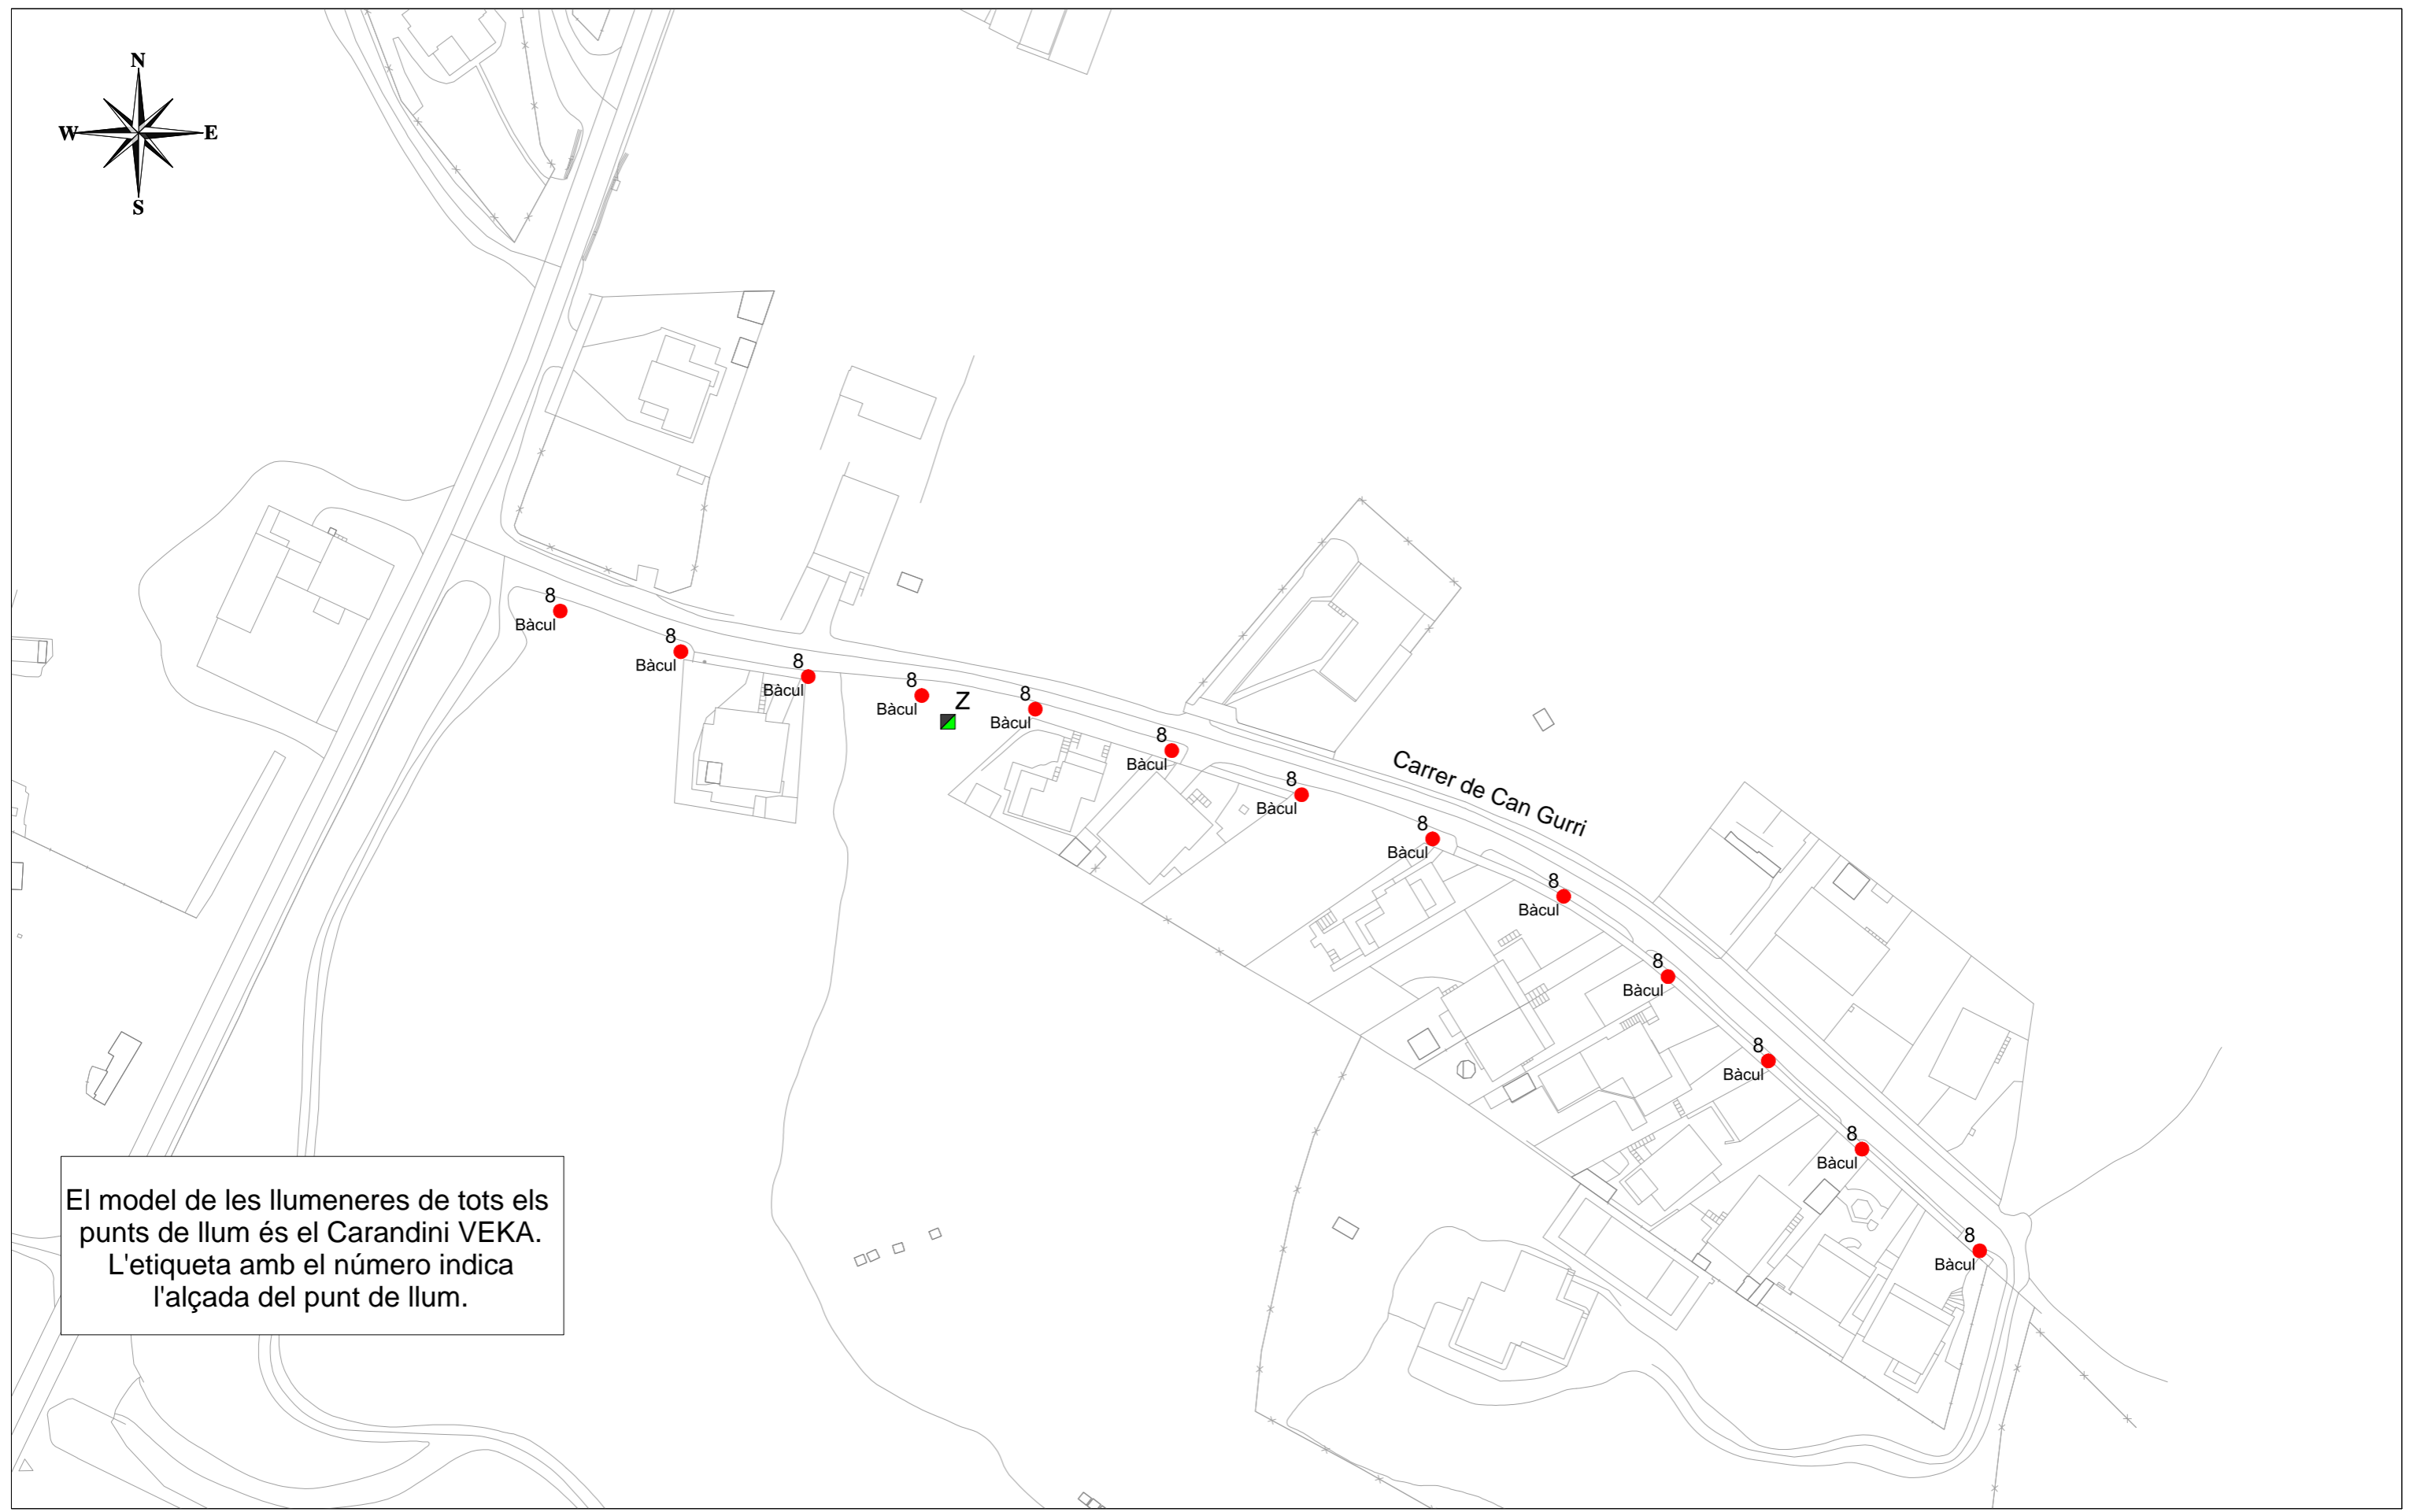 N
W E
S
8
Bàcul
8
Bàcul
8
Bàcul
8
Bàcul
Z
8
Bàcul
8
Bàcul
8
Bàcul
Carrer de Can Gurri
8
Bàcul
8
Bàcul
8
Bàcul
8
Bàcul
8
Bàcul
8
Bàcul
El model de les llumeneres de tots els
punts de llum és el Carandini VEKA.
L'etiqueta amb el número indica
l'alçada del punt de llum.